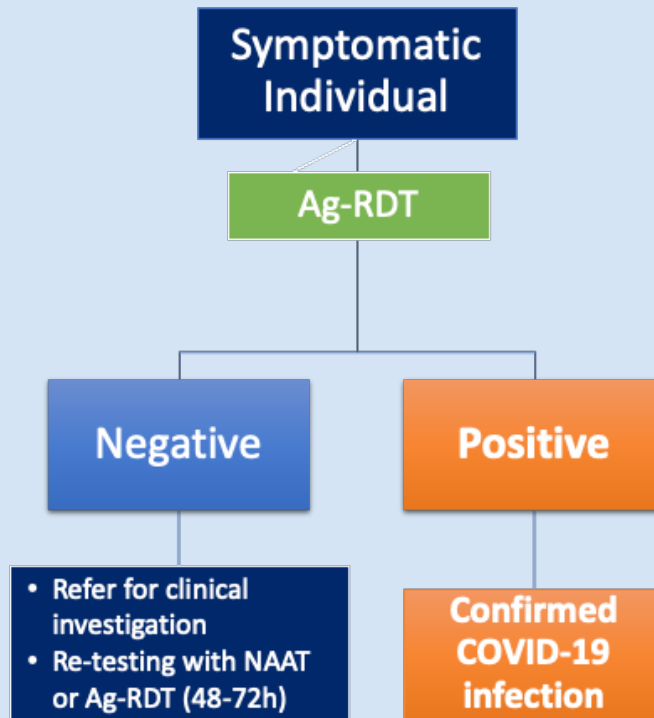 Symptomatic
Individual
Ag-RDT
Negative
Positive
• Refer for clinical
investigation
• Re-testing with NAAT
or Ag-RDT (48-72h)
Confirmed
COVID-19
infection